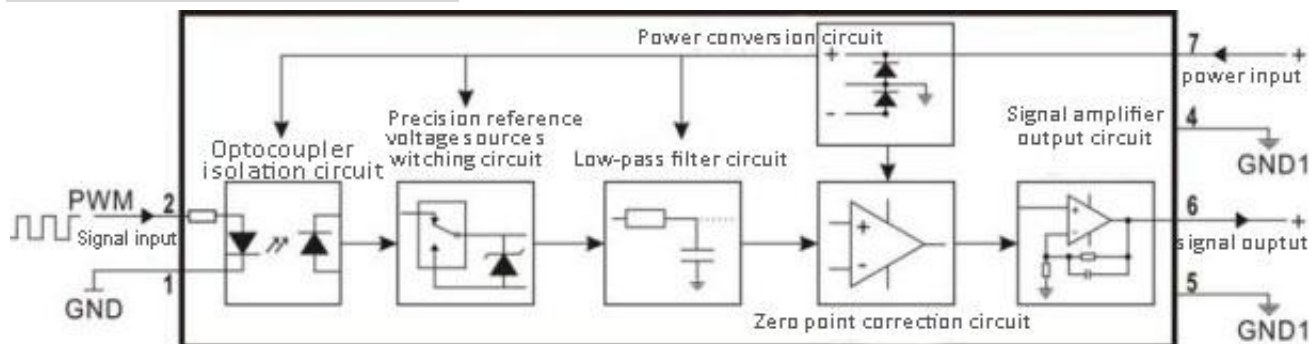 Power conversion circuit
+
-
7
+
power input
Precision reference
voltage sources
witching circuit
Signal amplifier
output circuit
4
GND1
Optocoupler
isolation circuit
Low-pass filter circuit
PWM
2
Signal input
1
GND
+
-
+
-
6
+
signal ouptut
5
GND1
Zero point correction circuit